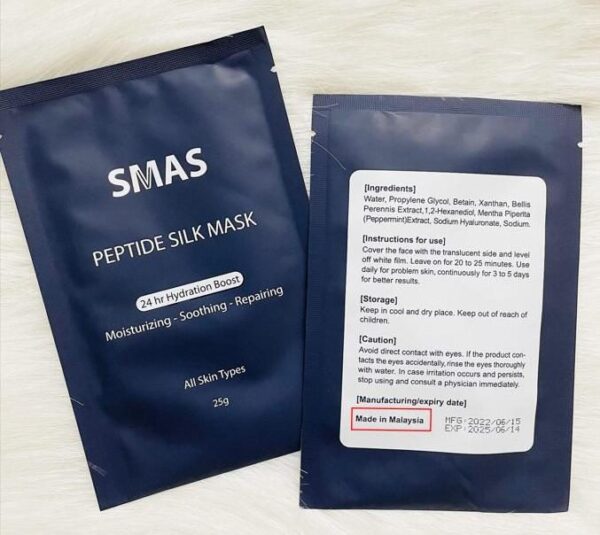 SMAS
PEPTIDE SILK MASK
24 hr Hydration Boost
Moisturizing - Soothing - Repairing
All Skin Types
25g
[Ingredients]
Water, Propylene Glycol, Betain, Xanthan, Bellis
Perennis Extract,1,2-Hexanediol, Mentha Piperita
(Peppermint)Extract, Sodium Hyaluronate, Sodium.
[Instructions for use]
Cover the face with the translucent side and level
off white film. Leave on for 20 to 25 minutes. Use
daily for problem skin, continuously for 3 to 5 days
for better results.
[Storage]
Keep in cool and dry place. Keep out of reach of
children.
[Caution]
Avoid direct contact with eyes. If the product con-
tacts the eyes accidentally, rinse the eyes thoroughly
with water. In case irritation occurs and persists,
stop using and consult a physician immediately.
[Manufacturing/expiry date]
Made in Malaysia MFG:2022/06/15
EXP:2025/06/14